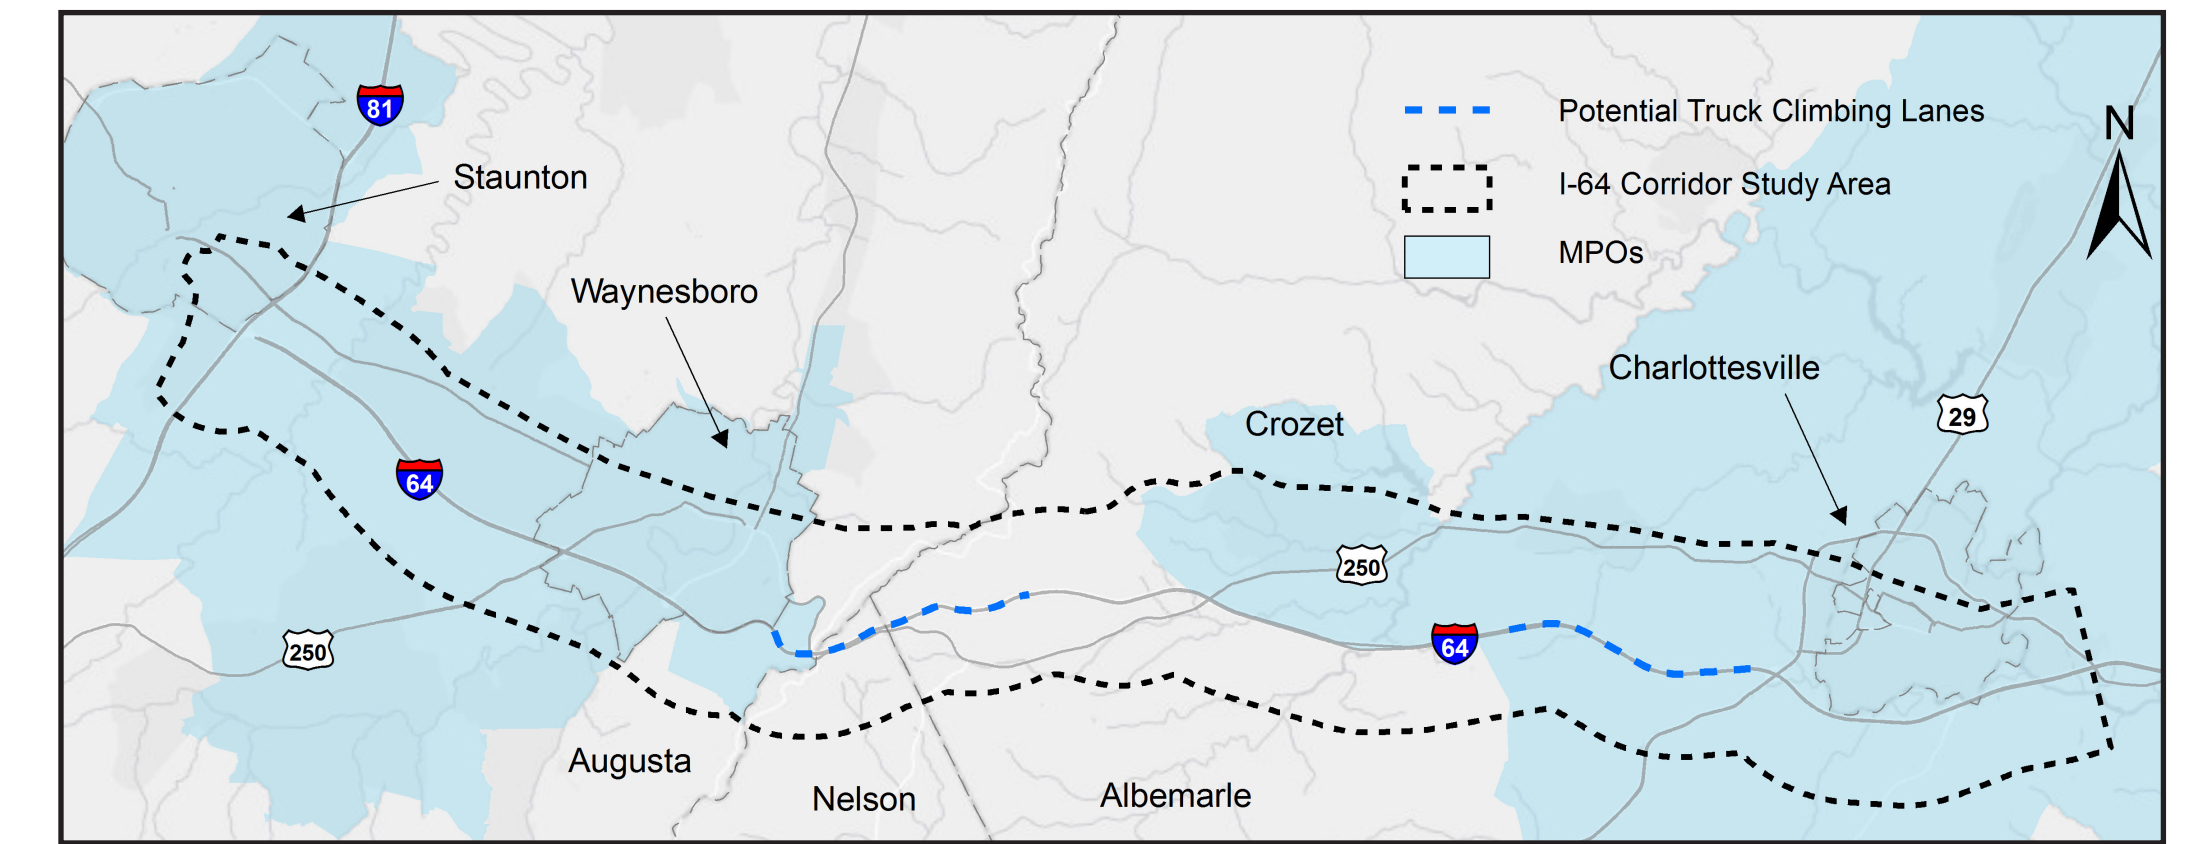 81
Potential Truck Climbing Lanes
N
Staunton
I-64 Corridor Study Area
MPOs
Waynesboro
Charlottesville
29
Crozet
64
250
250
64
Augusta
Nelson
Albemarle